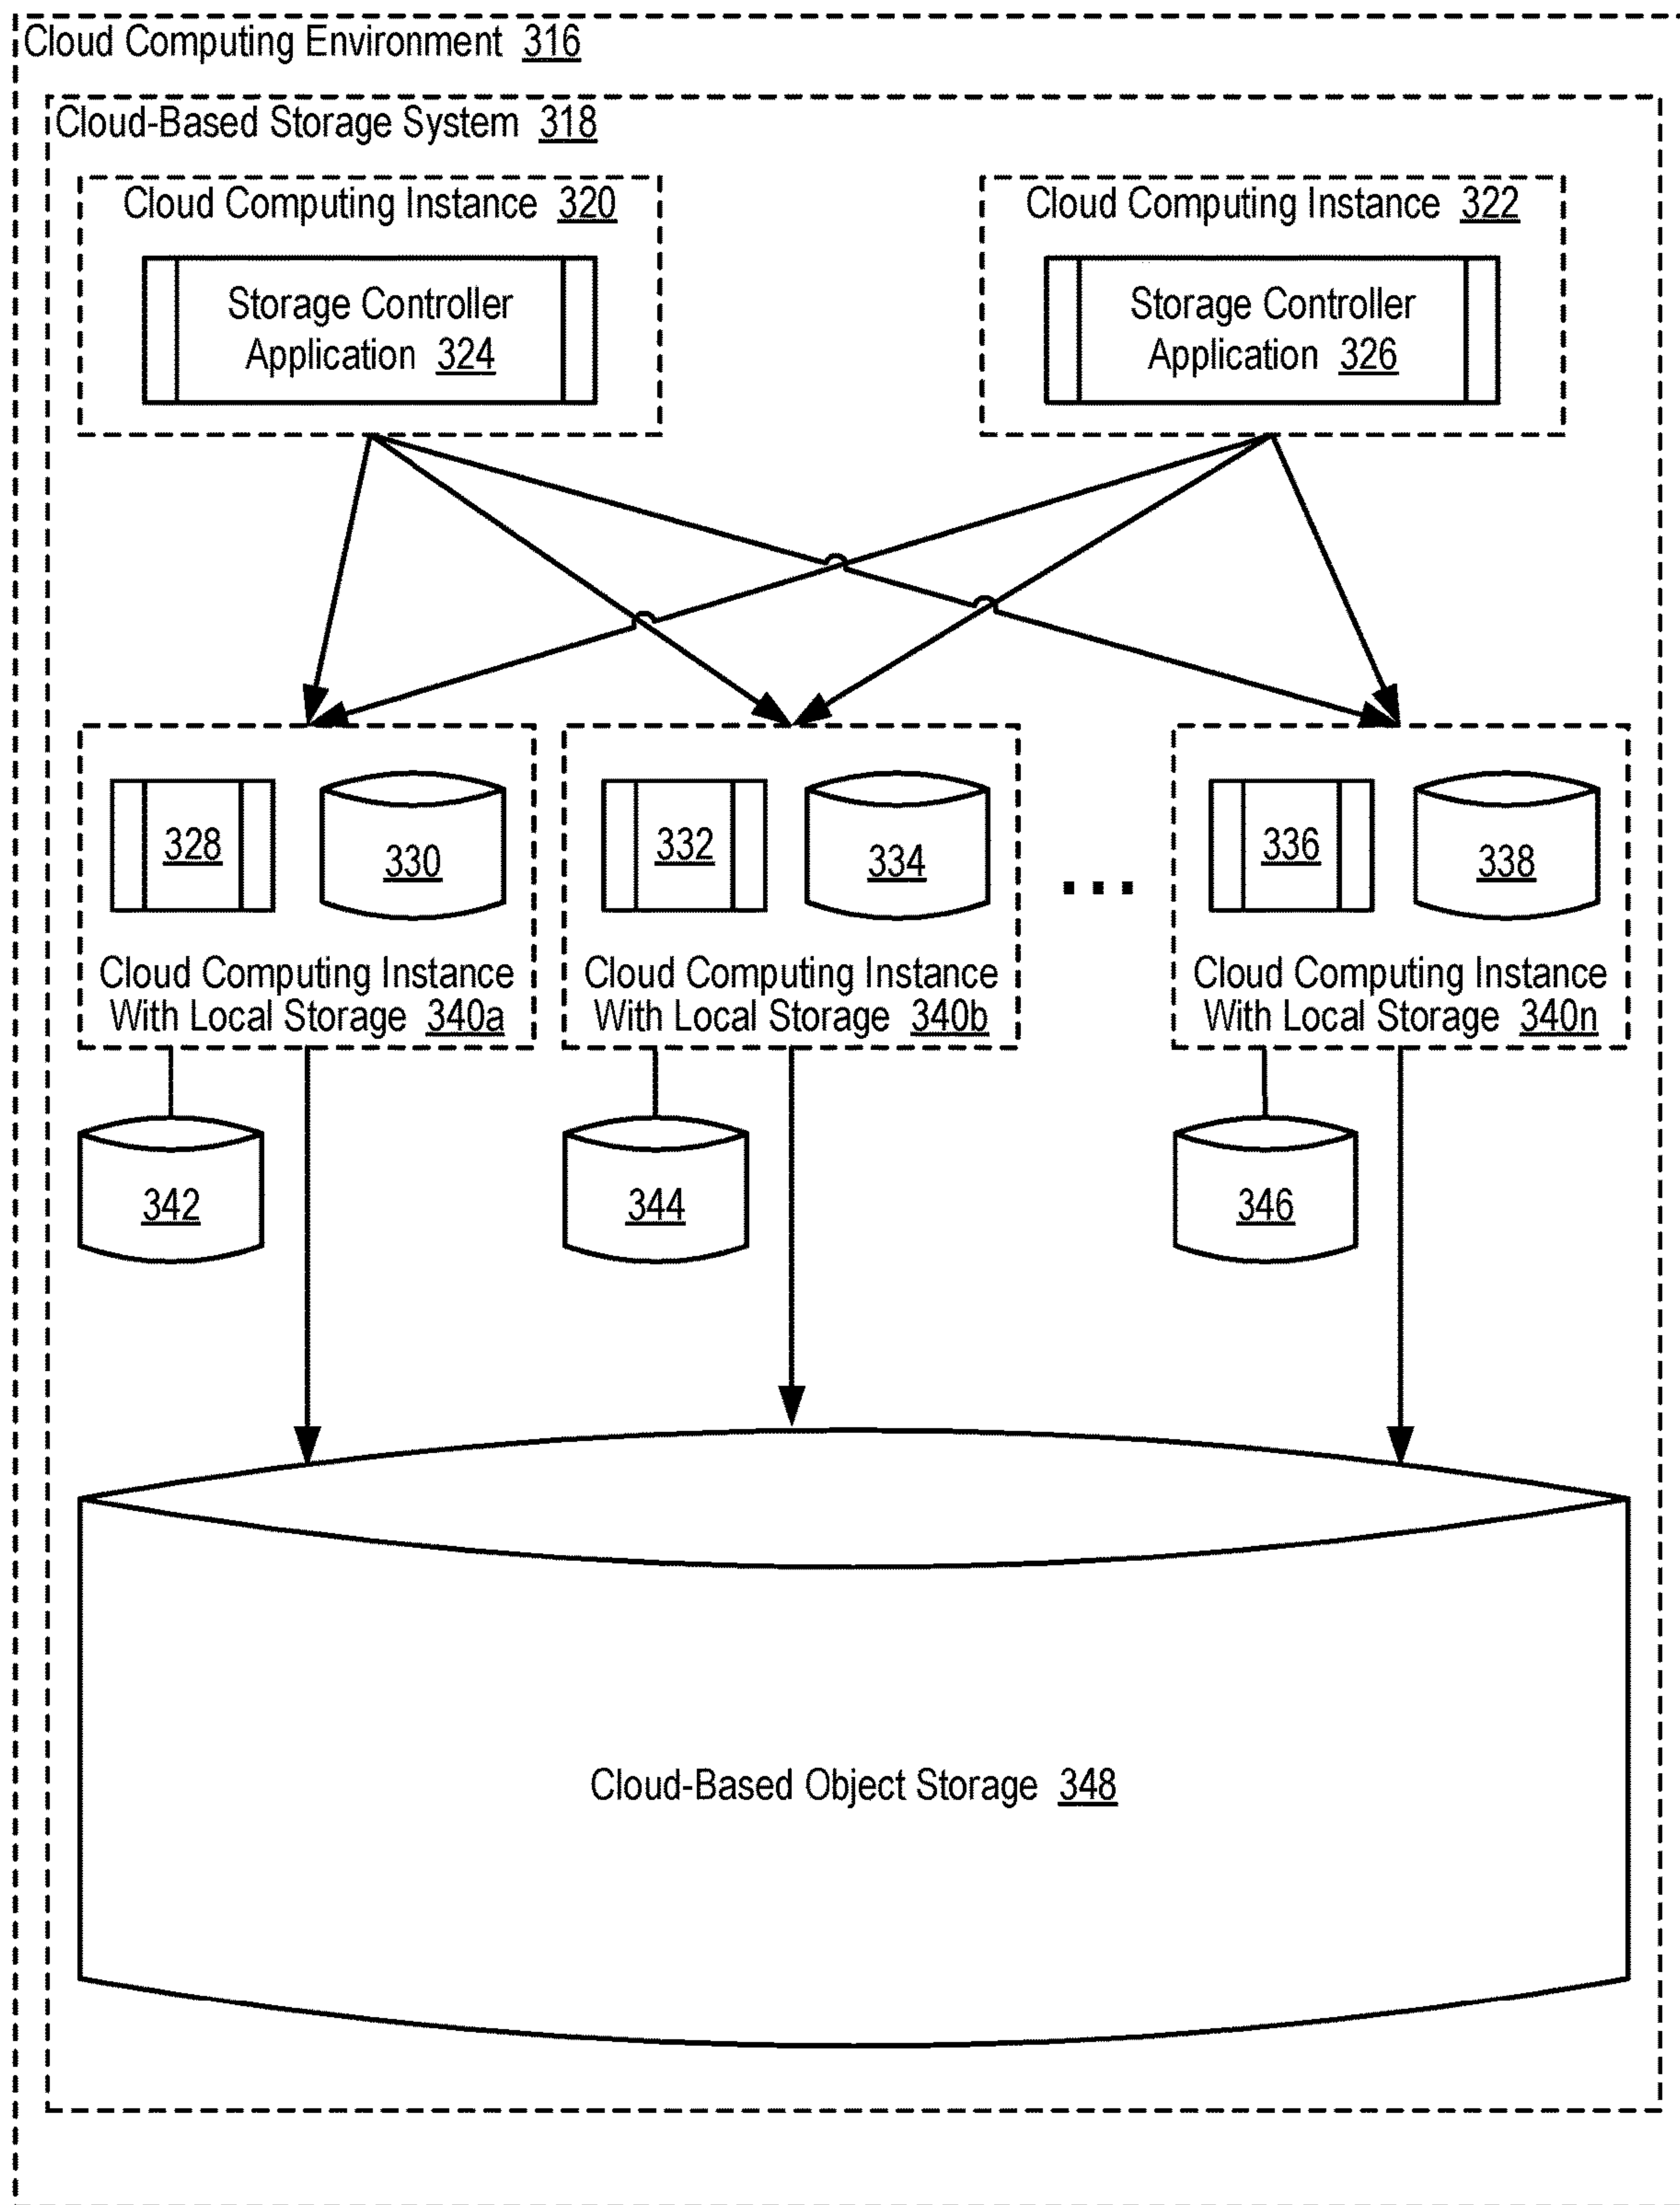 Cloud Computing Environment 316
Cloud-Based Storage System 318
Cloud Computing Instance 320
Storage Controller
Application 324
Cloud Computing Instance 322
Storage Controller
Application 326
328
330
Cloud Computing Instance
With Local Storage 340a
332
334
Cloud Computing Instance
With Local Storage 340b
...
336
338
Cloud Computing Instance
With Local Storage 340n
342
344
346
Cloud-Based Object Storage 348